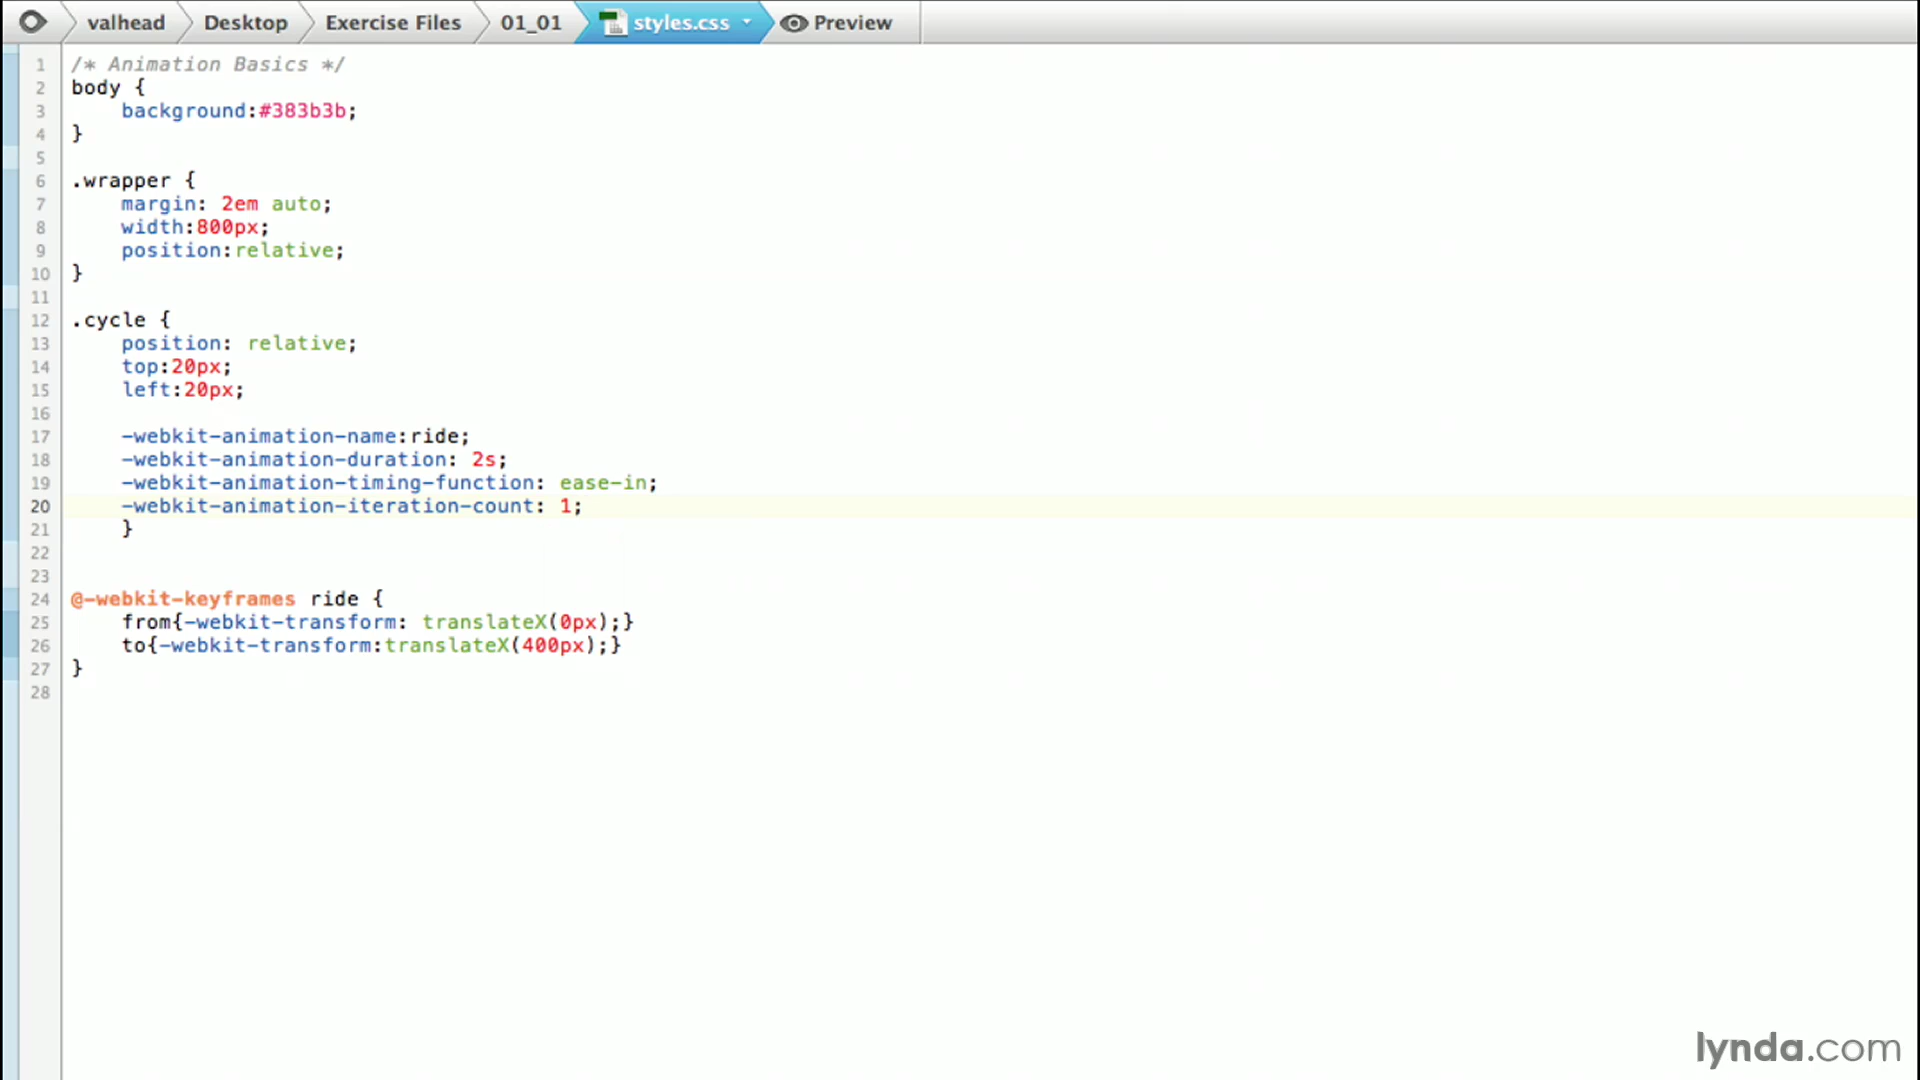 valhead Desktop Exercise Files 01_01 styles.css Preview
1 /* Animation Basics */
2 body {
3 background:#383b3b;
4 }
5
6 .wrapper {
7 margin: 2em auto;
8 width:800px;
9 position:relative;
10 }
11
12 .cycle {
13 position: relative;
14 top:20px;
15 left:20px;
16
17 -webkit-animation-name:ride;
18 -webkit-animation-duration: 2s;
19 -webkit-animation-timing-function: ease-in;
20 -webkit-animation-iteration-count: 1;
21 }
22
23
24 @-webkit-keyframes ride {
25 from{-webkit-transform: translateX(0px);}
26 to{-webkit-transform:translateX(400px);}
27 }
28
lynda.com